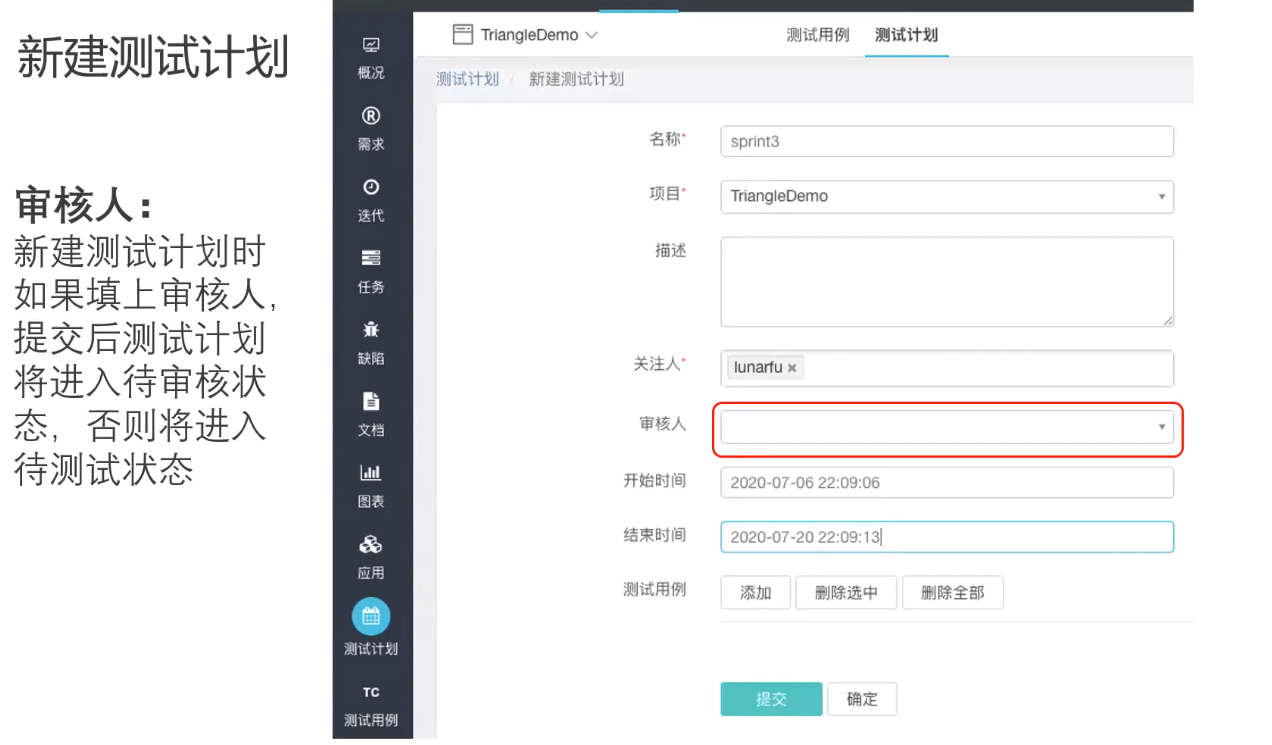 新建测试计划
审核人：
新建测试计划时
如果填上审核人，
提交后测试计划
将进入待审核状
态，否则将进入
待测试状态
概况
R
需求
迭代
任务
缺陷
文档
图表
应用
测试计划
TC
测试用例
TriangleDemo
测试用例
测试计划
测试计划 / 新建测试计划
名称* sprint3
项目* TriangleDemo
描述
关注人* lunarfu ×
审核人
开始时间 2020-07-06 22:09:06
结束时间 2020-07-20 22:09:13
测试用例 添加 删除选中 删除全部
提交 确定